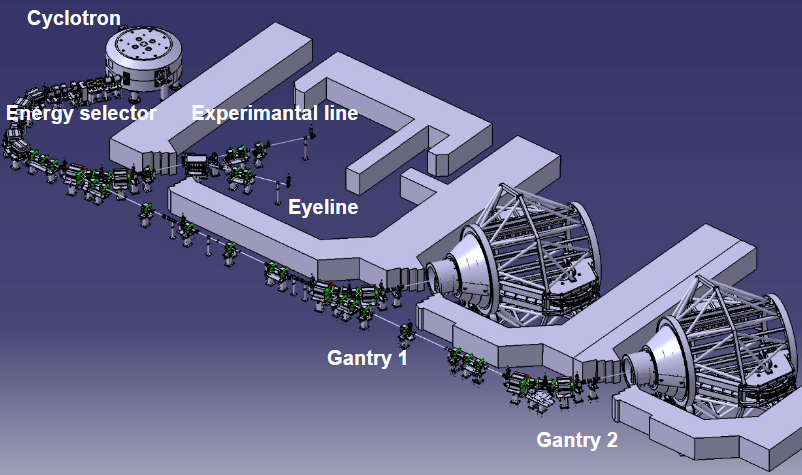 Cyclotron
Energy selector
Experimantal line
Eyeline
Gantry 1
Gantry 2